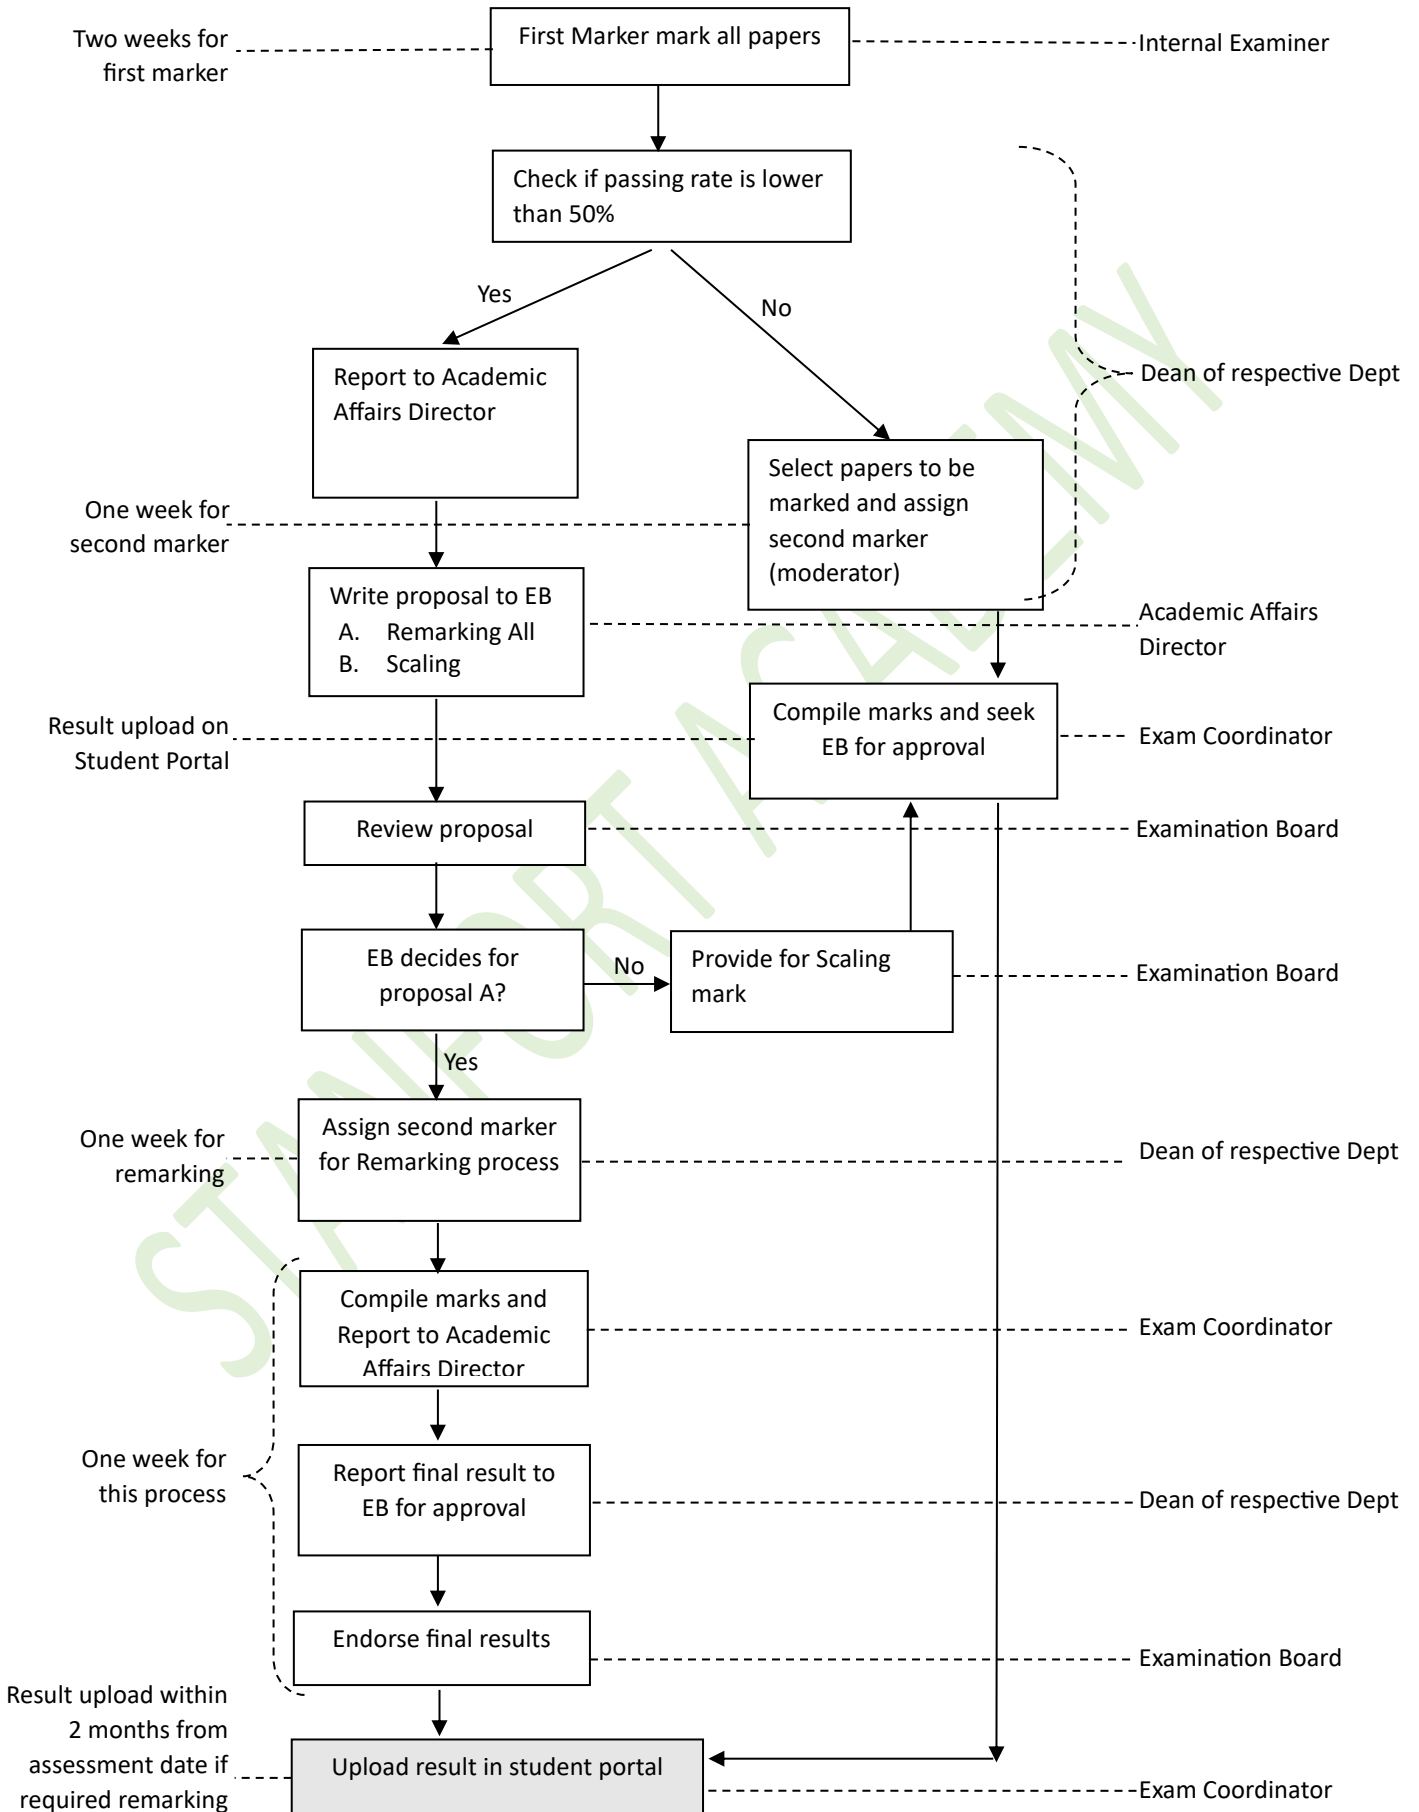 Two weeks for
first marker
First Marker mark all papers
Internal Examiner
Check if passing rate is lower
than 50%
Yes
No
Report to Academic
Affairs Director
Dean of respective Dept
One week for
second marker
Select papers to be
marked and assign
second marker
(moderator)
Write proposal to EB
A. Remarking All
B. Scaling
Academic Affairs
Director
Result upload on
Student Portal
Compile marks and seek
EB for approval
Exam Coordinator
Review proposal
Examination Board
EB decides for
proposal A?
No
Provide for Scaling
mark
Examination Board
Yes
One week for
remarking
Assign second marker
for Remarking process
Dean of respective Dept
Compile marks and
Report to Academic
Affairs Director
Exam Coordinator
One week for
this process
Report final result to
EB for approval
Dean of respective Dept
Endorse final results
Examination Board
Result upload within
2 months from
assessment date if
required remarking
Upload result in student portal
Exam Coordinator
STANFORT ACADEMY